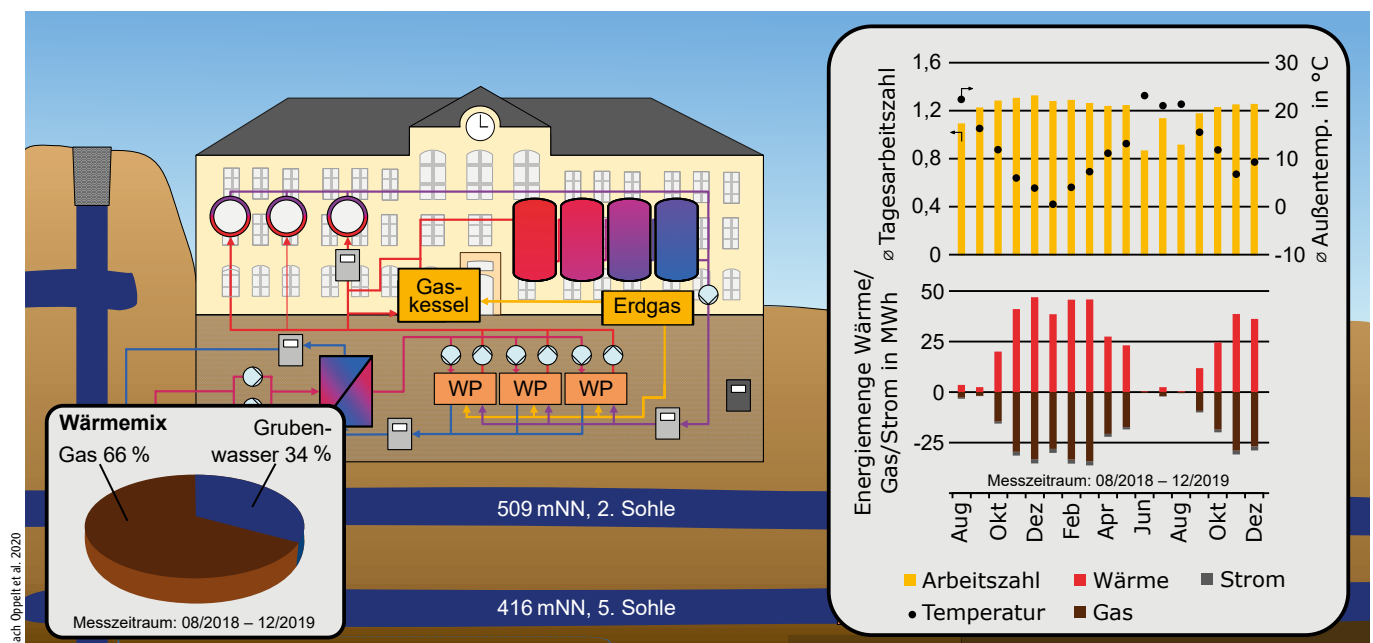 Gas-
kessel
Erdgas
WP
WP
WP
509 mNN, 2. Sohle
416 mNN, 5. Sohle
Wärmemix
Gas 66 %
Gruben-
wasser 34 %
Messzeitraum: 08/2018 – 12/2019
ach Oppelt et al. 2020
ø Tagesarbeitszahl
1,6
1,2
0,8
0,4
0
30
20
10
0
-10
ø Außentemp. in °C
Energiemenge Wärme/
Gas/Strom in MWh
50
25
0
-25
Messzeitraum: 08/2018 – 12/2019
Aug
Okt
Dez
Feb
Apr
Jun
Aug
Okt
Dez
Arbeitszahl
Wärme
Strom
Temperatur
Gas